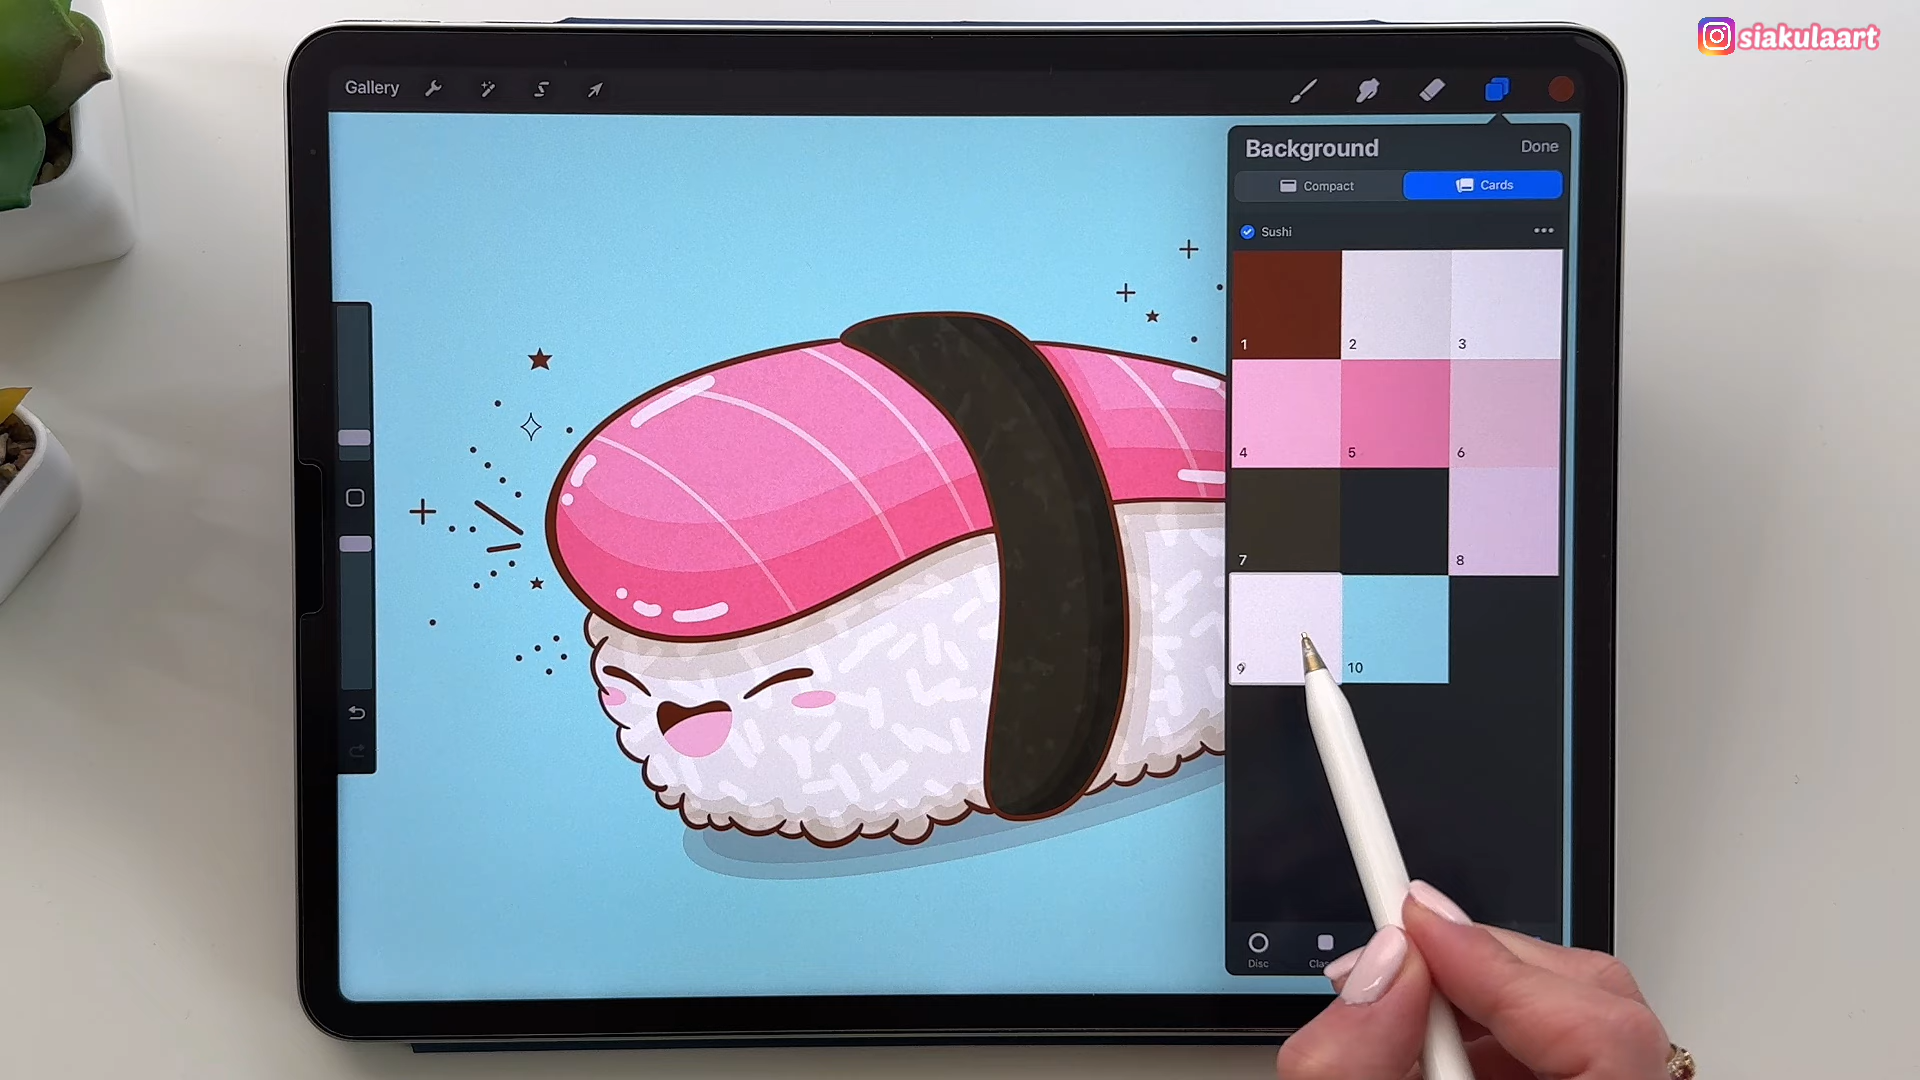 siakulaart
Gallery
Background
Done
Compact
Cards
Sushi
1
2
3
4
5
6
7
8
9
10
Disc